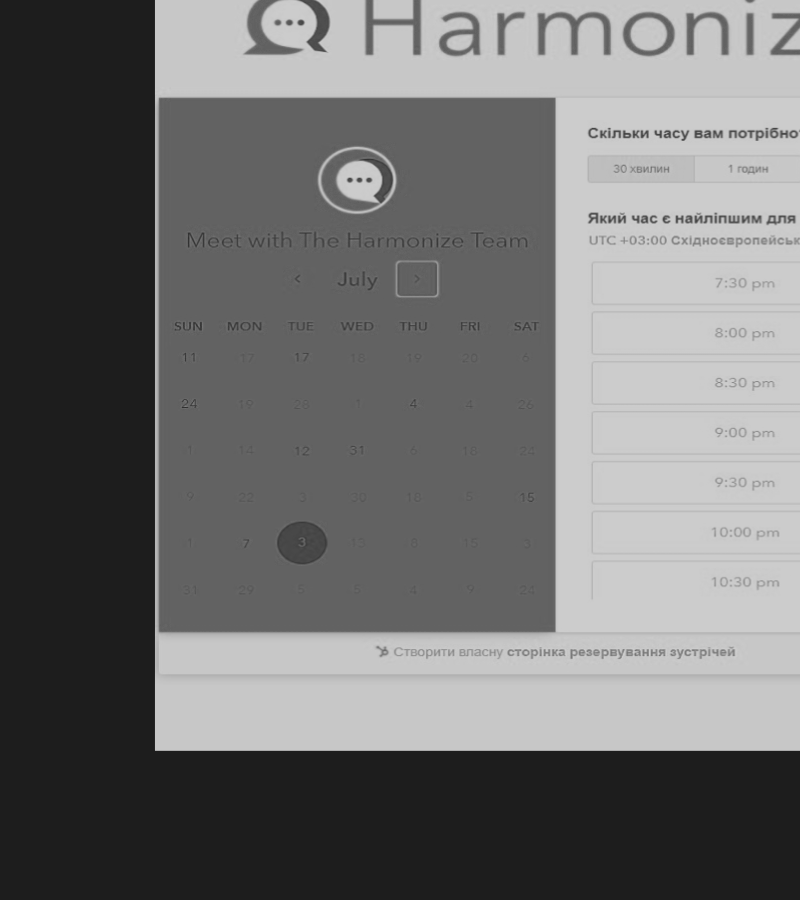 Harmoniz
Скільки часу вам потрібно
30 хвилин 1 годин
Meet with The Harmonize Team
Який час є найліпшим для
UTC +03:00 Східноєвропейськ
July
7:30 pm
8:00 pm
8:30 pm
9:00 pm
9:30 pm
10:00 pm
10:30 pm
SUN MON TUE WED THU FRI SAT
11 17 17 18 19 20 6
24 19 28 1 4 4 26
1 14 12 31 6 18 24
9 22 3 30 18 5 15
4 7 3 13 8 15 3
31 29 5 5 4 9 24
Створити власну сторінка резервування зустрічей